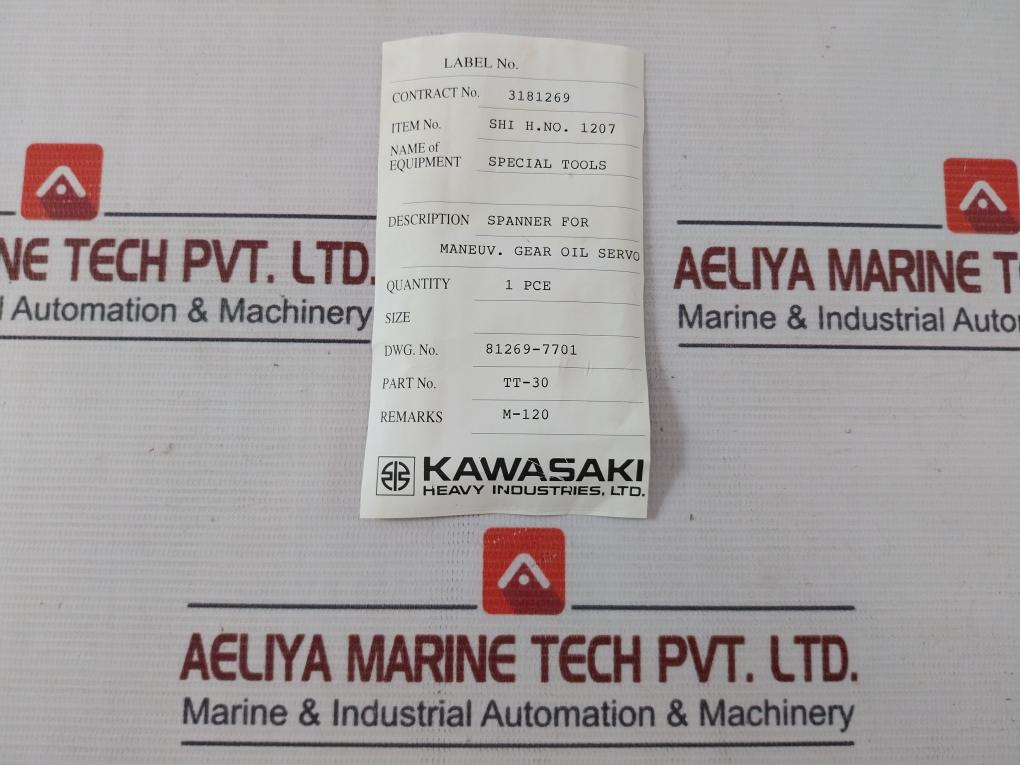 LABEL No.
CONTRACT No. 3181269
ITEM No. SHI H.NO. 1207
NAME of
EQUIPMENT SPECIAL TOOLS
DESCRIPTION SPANNER FOR
MANEUV. GEAR OIL SERVO
QUANTITY 1 PCE
SIZE
DWG. No. 81269-7701
PART No. TT-30
REMARKS M-120
KAWASAKI
HEAVY INDUSTRIES, LTD.
NE TECH PVT. LTD.
l Automation & Machinery
AELIYA MARINE T
Marine & Industrial Auto
AELIYA MARINE TECH PVT. LTD.
Marine & Industrial Automation & Machinery